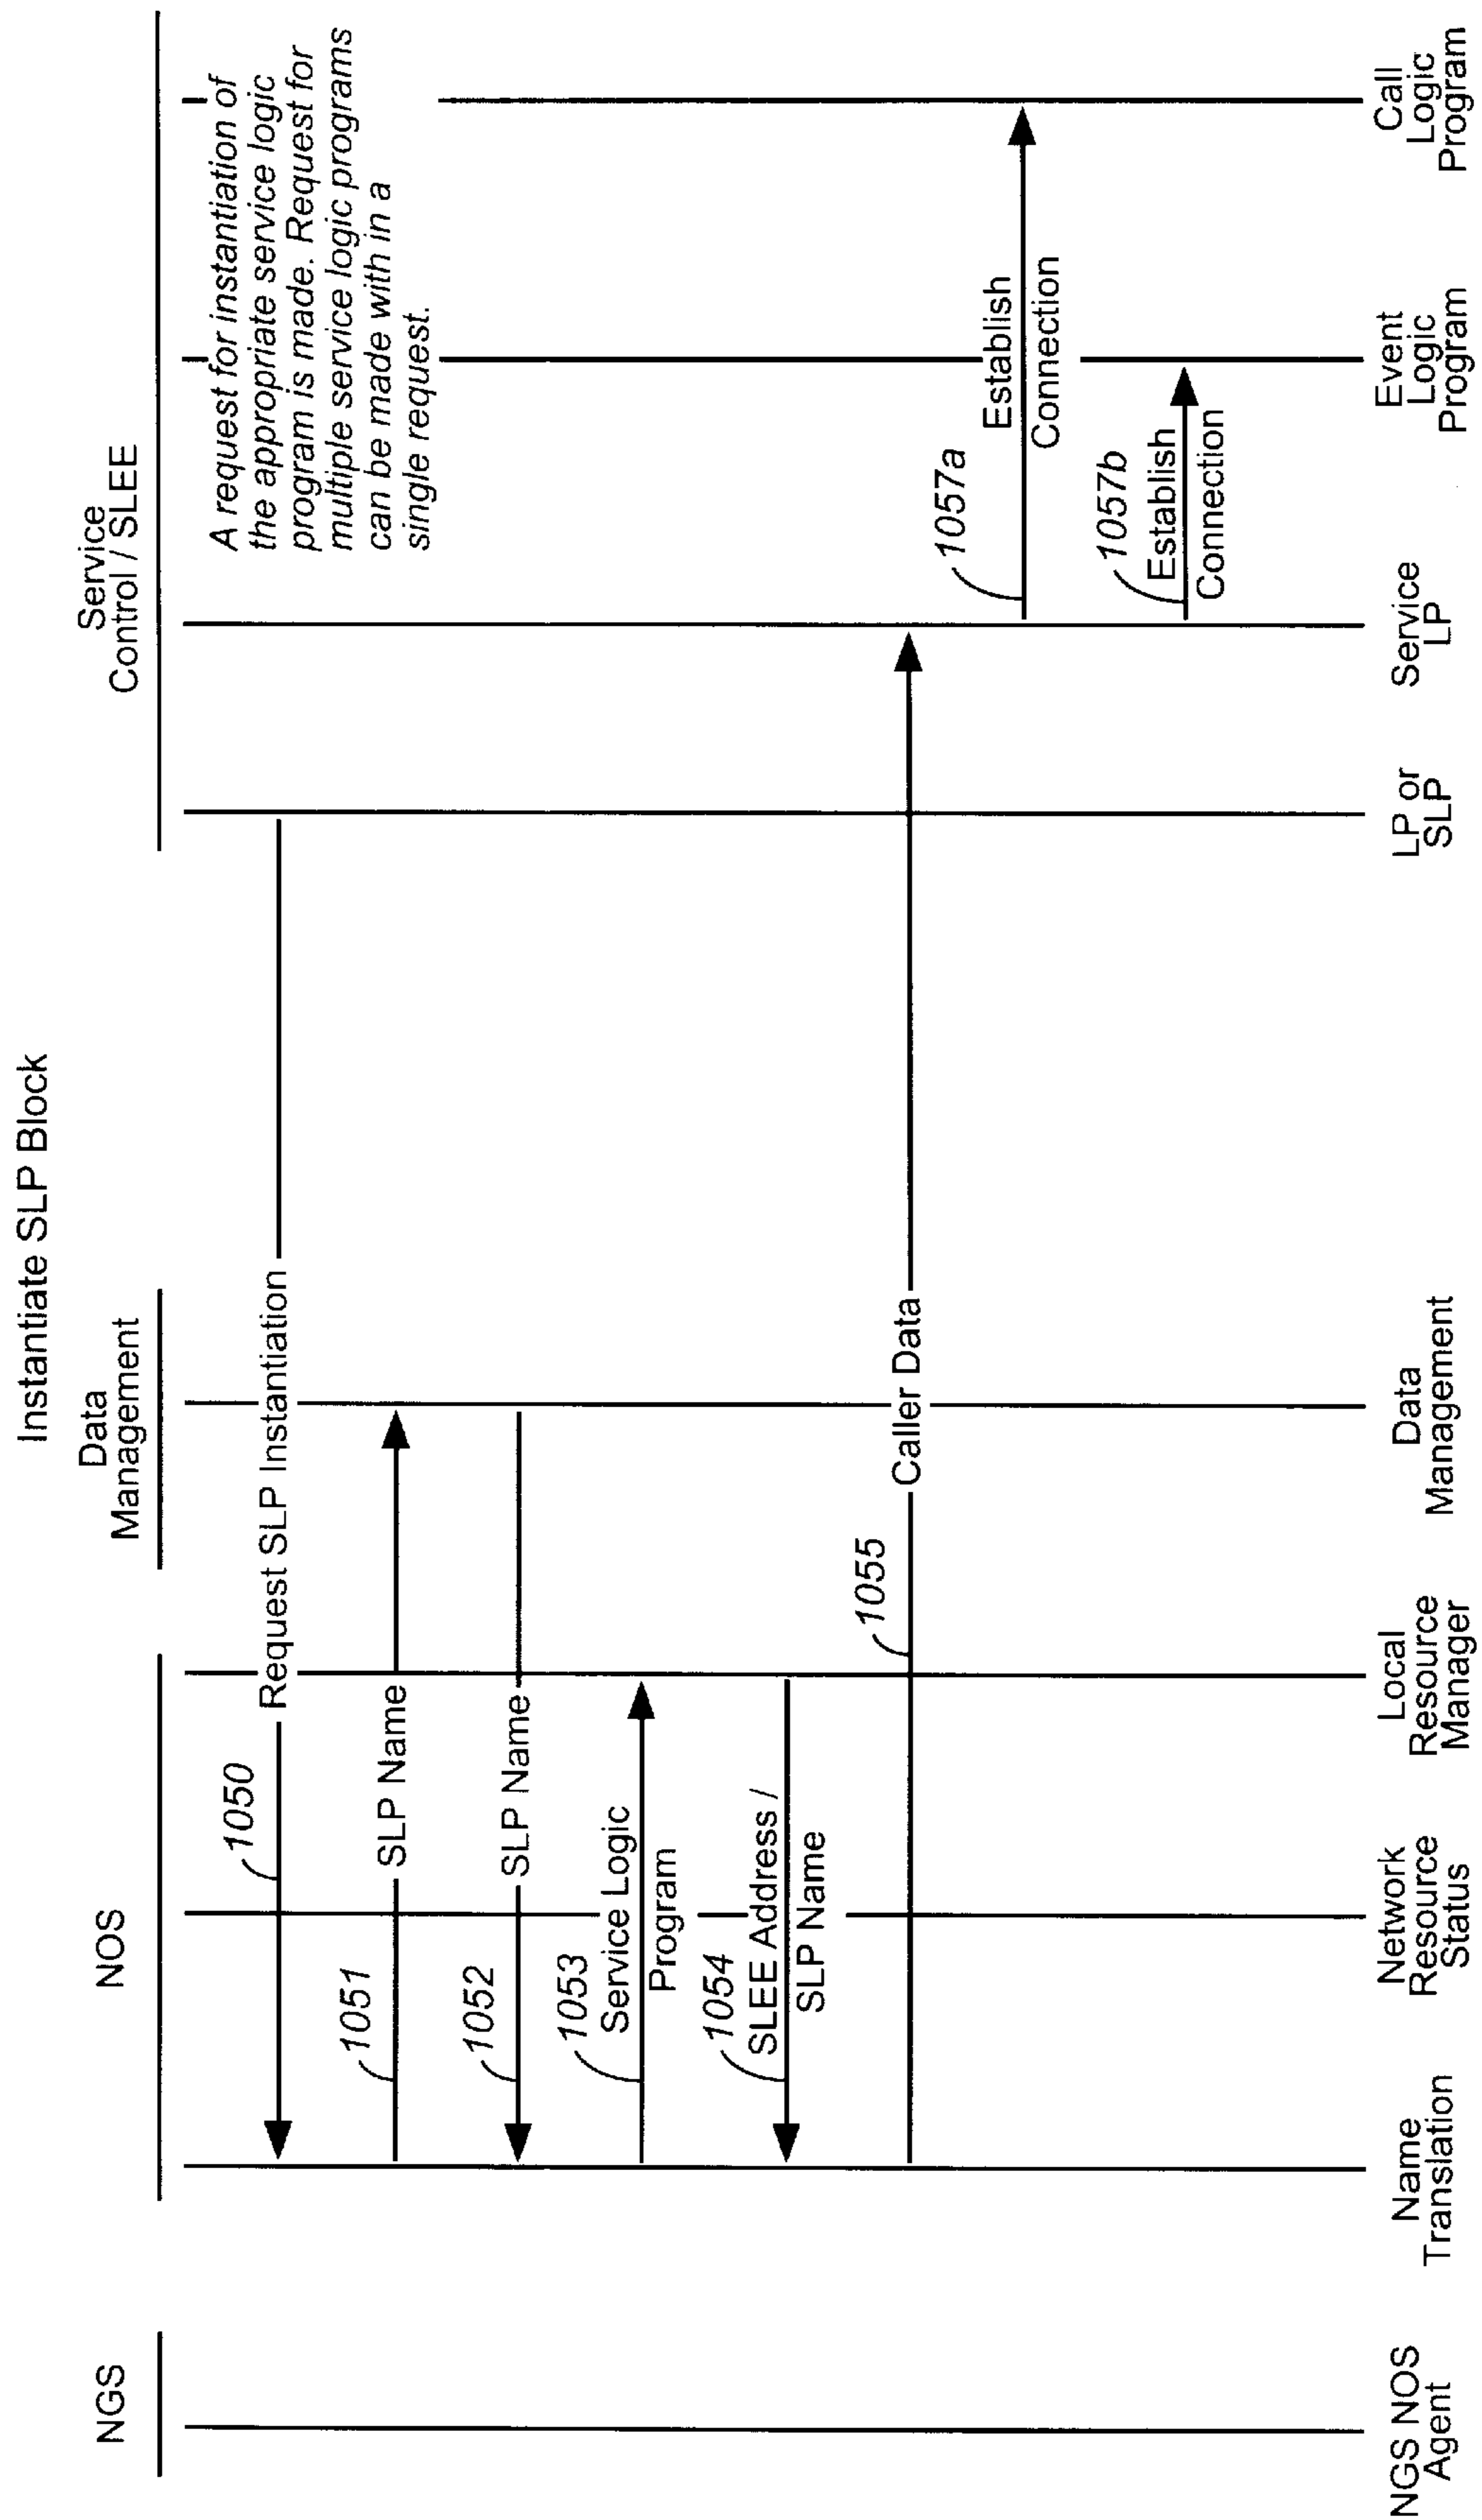 Instantiate SLP Block
NGS
NOS
Data
Management
Service
Control / SLEE
A request for instantiation of
the appropriate service logic
program is made. Request for
multiple service logic programs
can be made with in a
single request.
1050
Request SLP Instantiation
1051
SLP Name
1052
SLP Name
1053
Service Logic
Program
1054
SLEE Address /
SLP Name
1055
Caller Data
1057a
Establish
Connection
1057b
Establish
Connection
NGS NOS
Agent
Name
Translation
Network
Resource
Status
Local
Resource
Manager
Data
Management
LP or
SLP
Service
LP
Event
Logic
Program
Call
Logic
Program